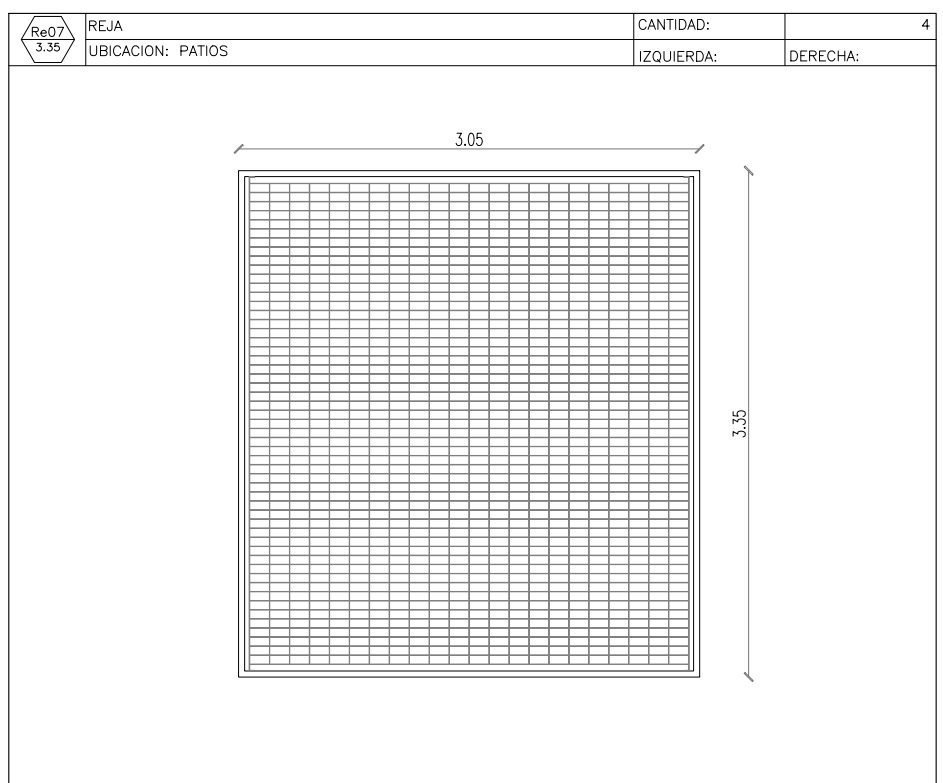 Re07
3.35
REJA
CANTIDAD: 4
UBICACION: PATIOS
IZQUIERDA:
DERECHA:
3.05
3.35